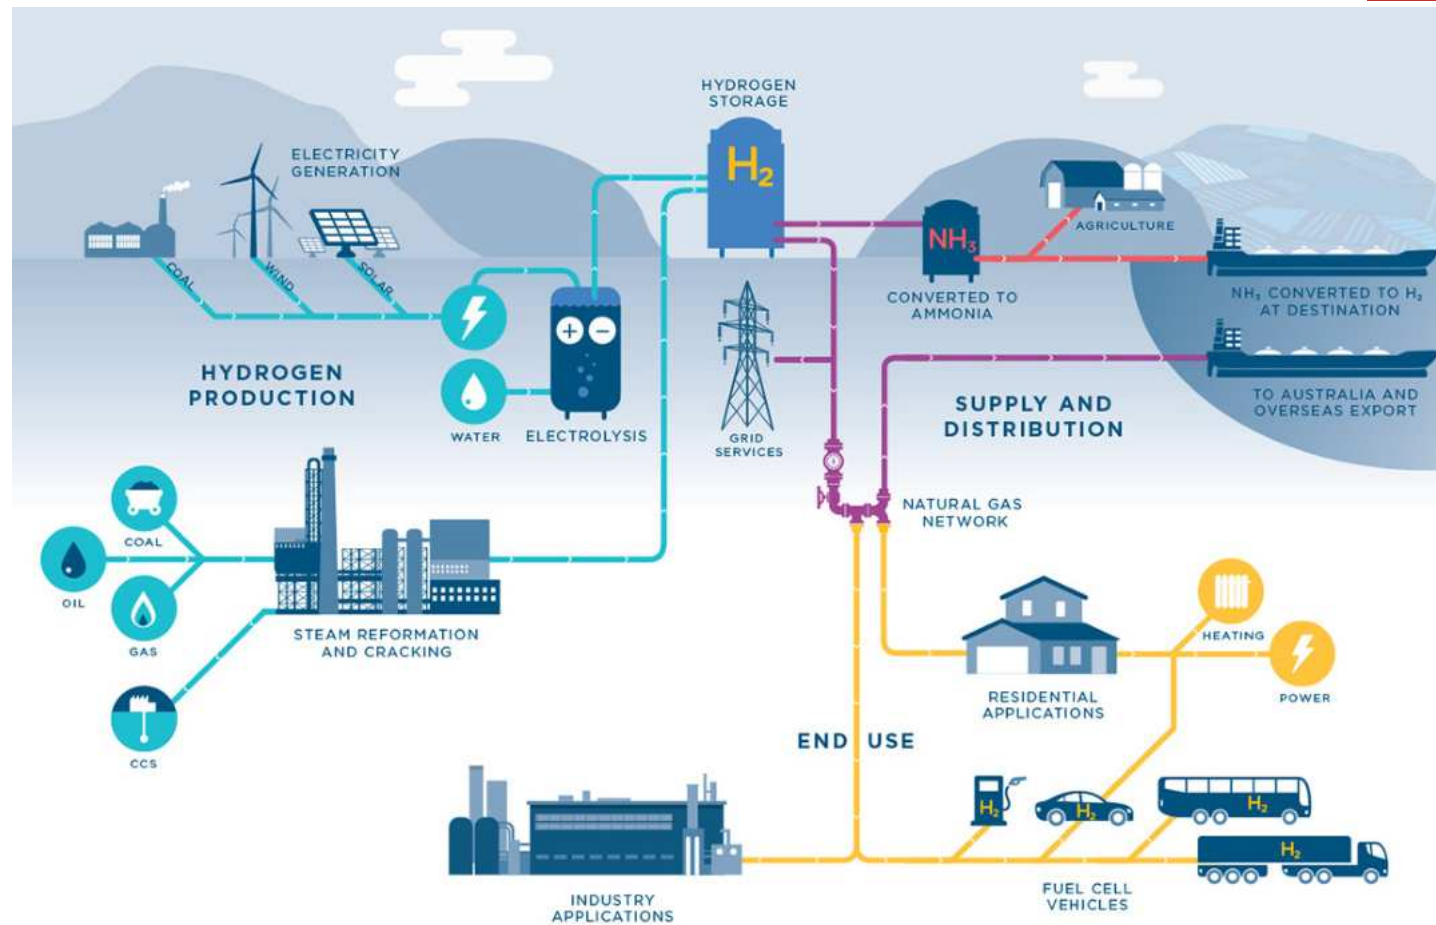 HYDROGEN
STORAGE
H2
ELECTRICITY
GENERATION
COAL
WIND
SOLAR
HYDROGEN
PRODUCTION
WATER
ELECTROLYSIS
COAL
OIL
GAS
CCS
STEAM REFORMATION
AND CRACKING
NH3
CONVERTED TO
AMMONIA
AGRICULTURE
NH3 CONVERTED TO H2
AT DESTINATION
TO AUSTRALIA AND
OVERSEAS EXPORT
SUPPLY AND
DISTRIBUTION
GRID
SERVICES
NATURAL GAS
NETWORK
HEATING
POWER
RESIDENTIAL
APPLICATIONS
END USE
H2
H2
H2
H2
FUEL CELL
VEHICLES
INDUSTRY
APPLICATIONS